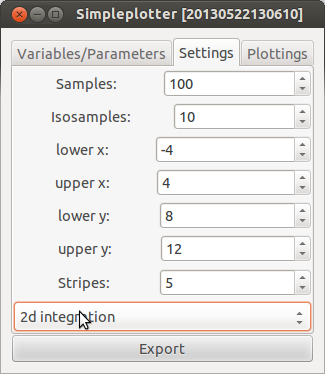 Simpleplotter [20130522130610]
Variables/Parameters Settings Plottings
Samples: 100
Isosamples: 10
lower x: -4
upper x: 4
lower y: 8
upper y: 12
Stripes: 5
2d integration
Export